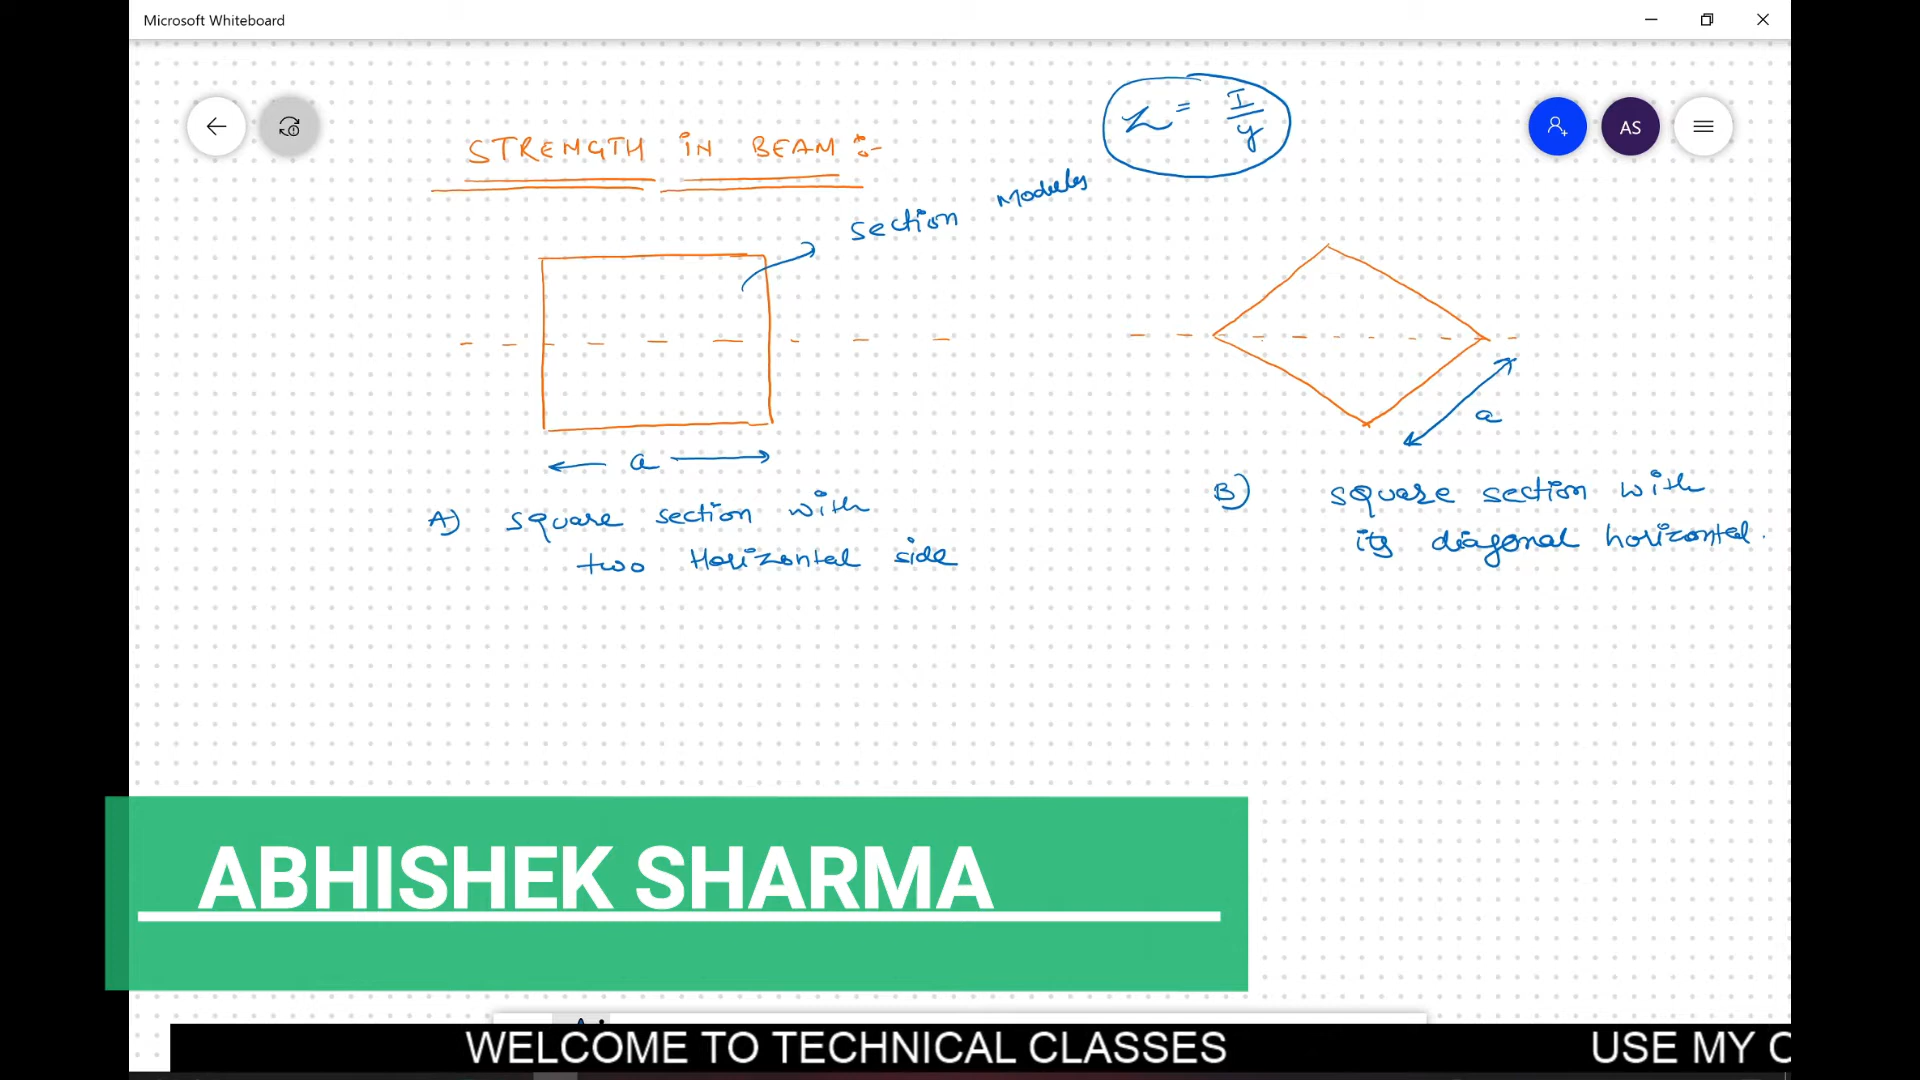 Microsoft Whiteboard
Z = I/y
AS
STRENGTH IN BEAM :-
section Modulus
a
a
A) square section with
two Horizontal side
B) square section with
its diagonal horizontal.
ABHISHEK SHARMA
WELCOME TO TECHNICAL CLASSES
USE MY C